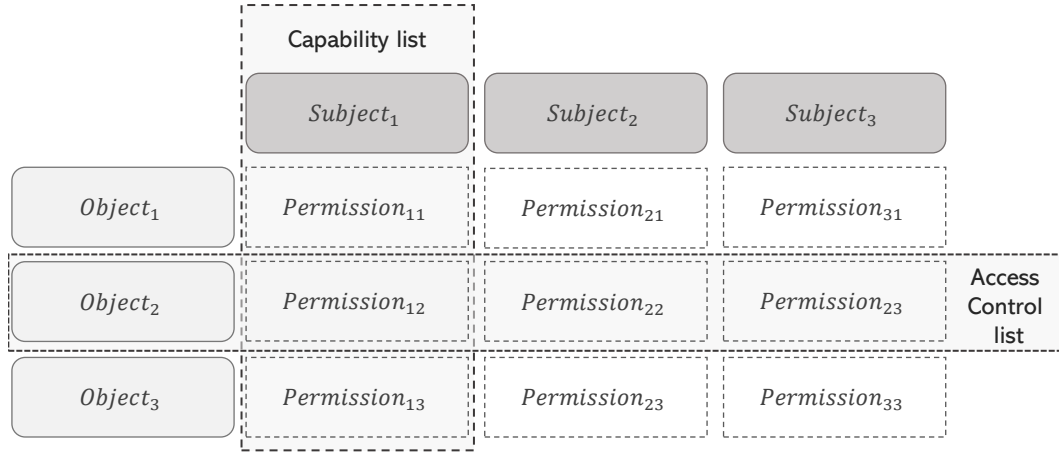 Capability list
Subject₁ Subject₂ Subject₃
Object₁ Permission₁₁ Permission₂₁ Permission₃₁
Object₂ Permission₁₂ Permission₂₂ Permission₂₃ Access
Control
list
Object₃ Permission₁₃ Permission₂₃ Permission₃₃